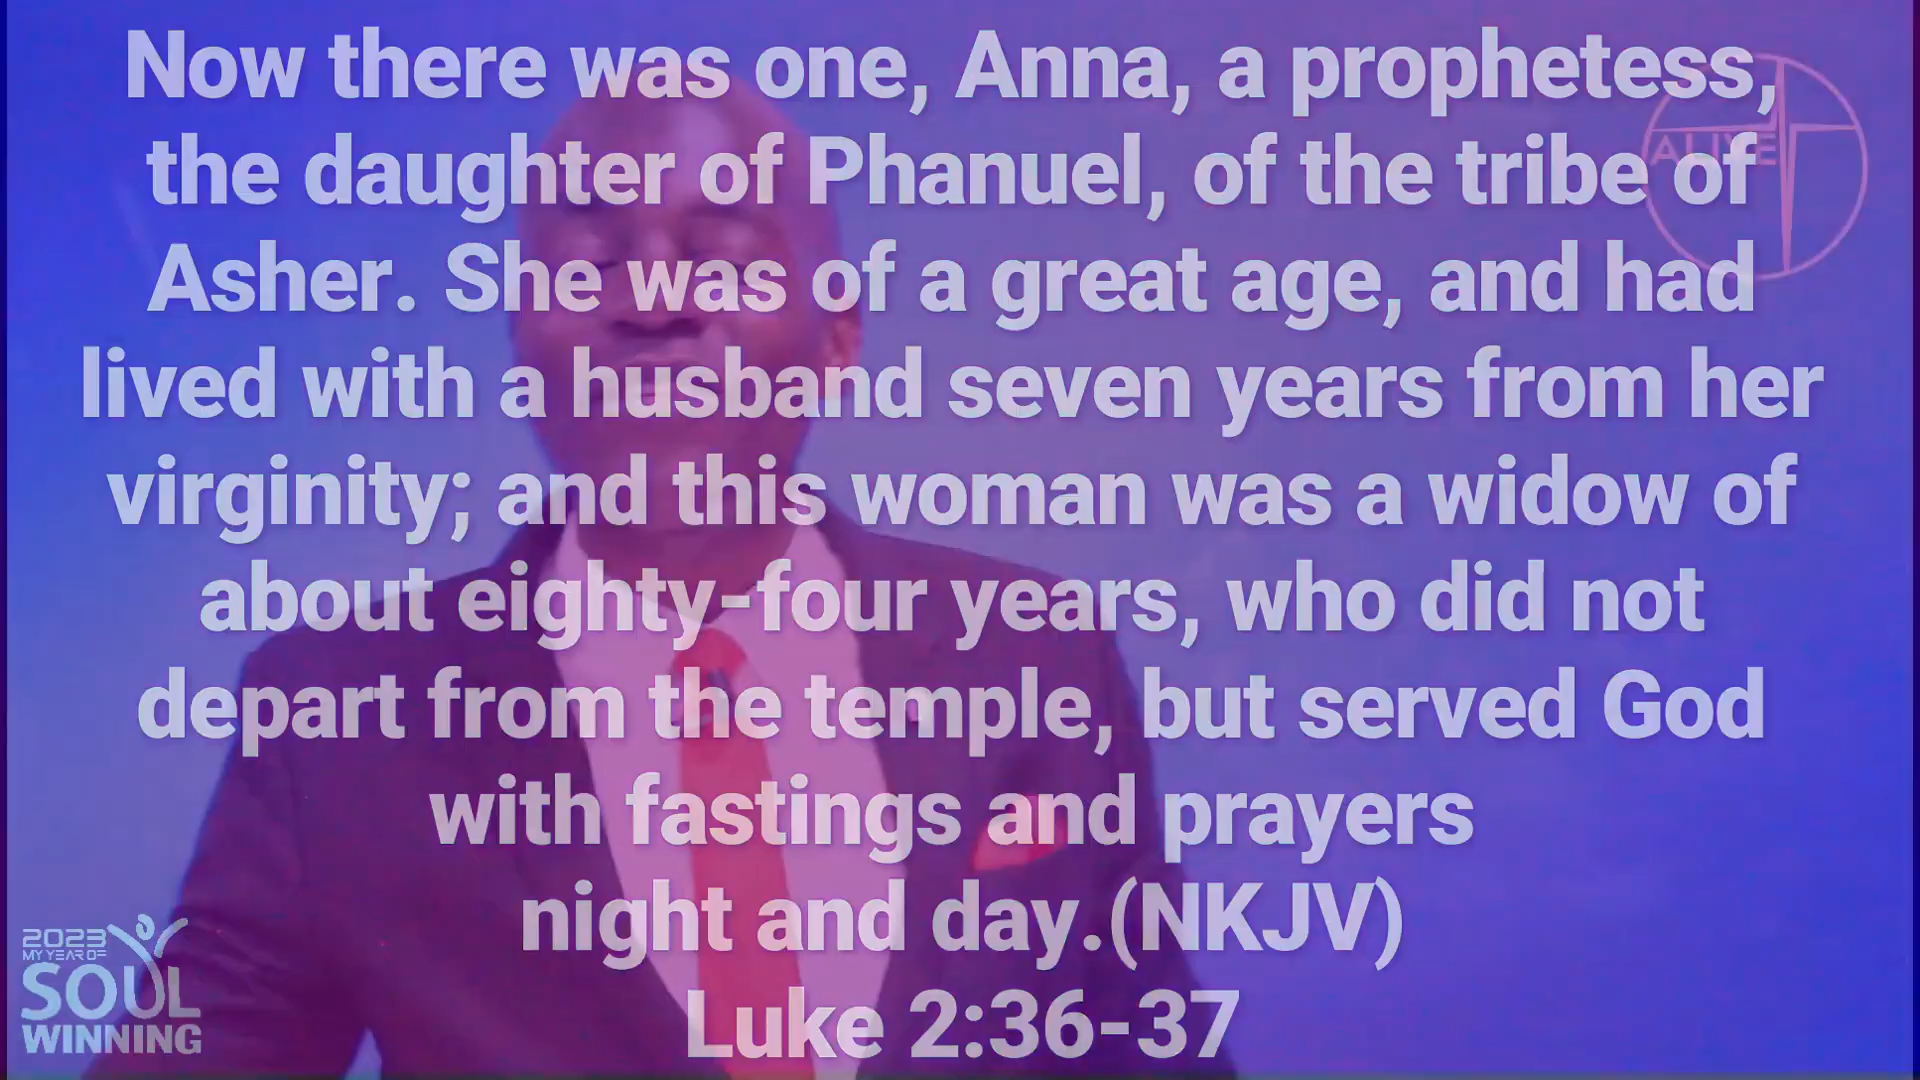 Now there was one, Anna, a prophetess,
the daughter of Phanuel, of the tribe of
Asher. She was of a great age, and had
lived with a husband seven years from her
virginity; and this woman was a widow of
about eighty-four years, who did not
depart from the temple, but served God
with fastings and prayers
night and day.(NKJV)
Luke 2:36-37
ALIVE
2023
MY YEAR OF
SOUL
WINNING